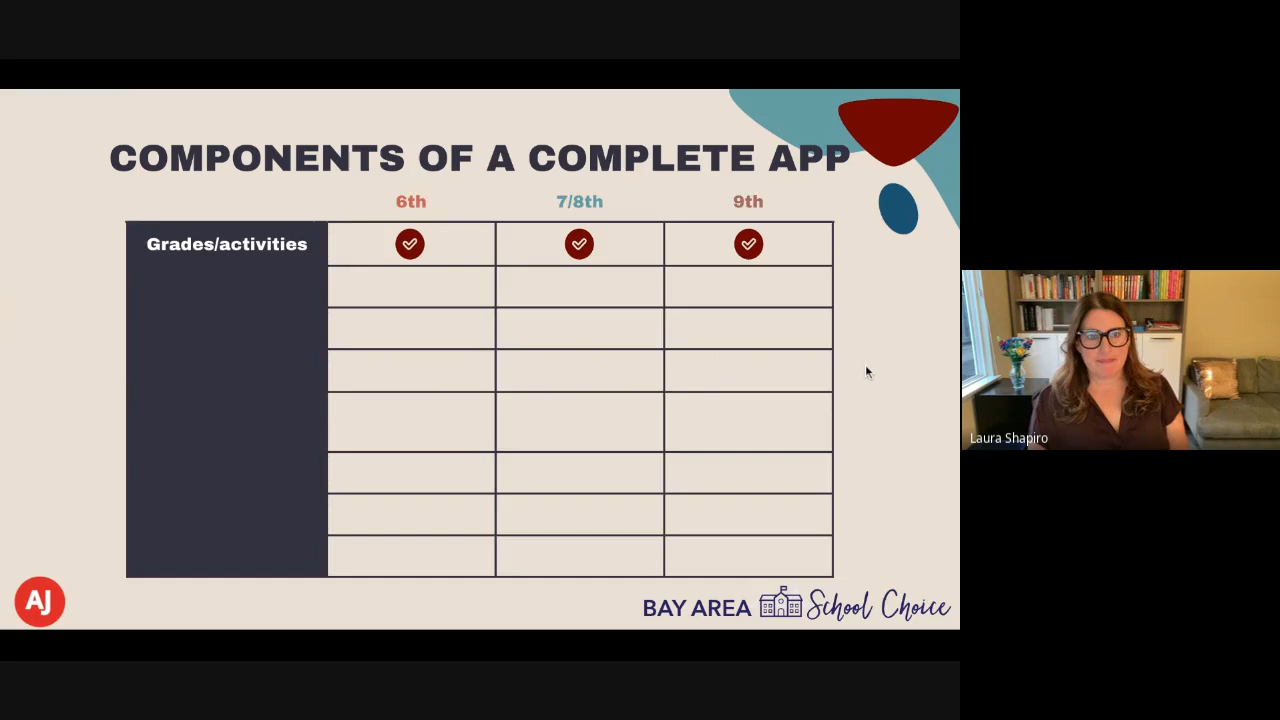 COMPONENTS OF A COMPLETE APP
6th 7/8th 9th
Grades/activities
Laura Shapiro
AJ
BAY AREA School Choice